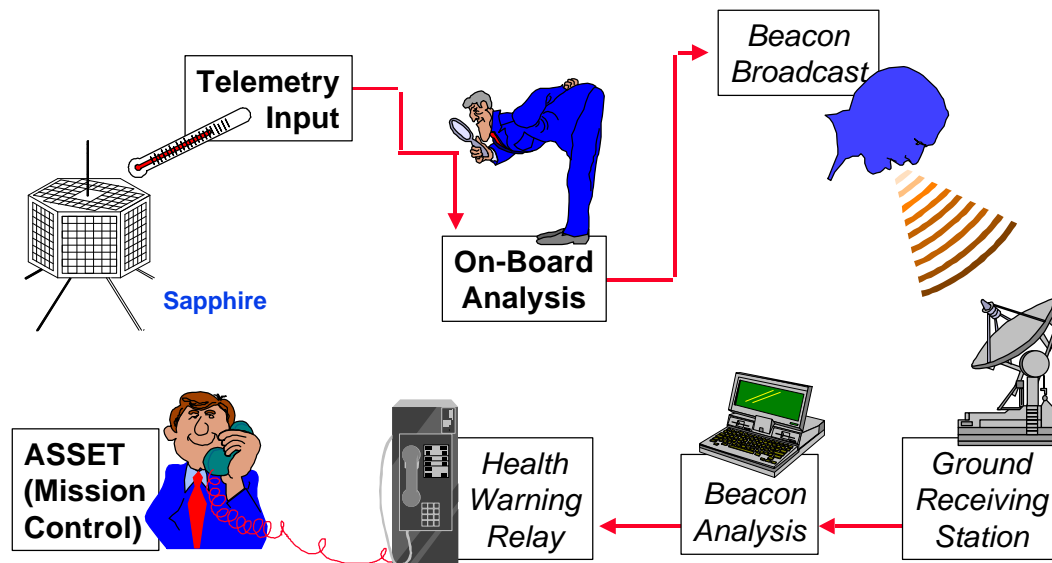 Telemetry
Input
Beacon
Broadcast
Sapphire
On-Board
Analysis
ASSET
(Mission
Control)
Health
Warning
Relay
Beacon
Analysis
Ground
Receiving
Station